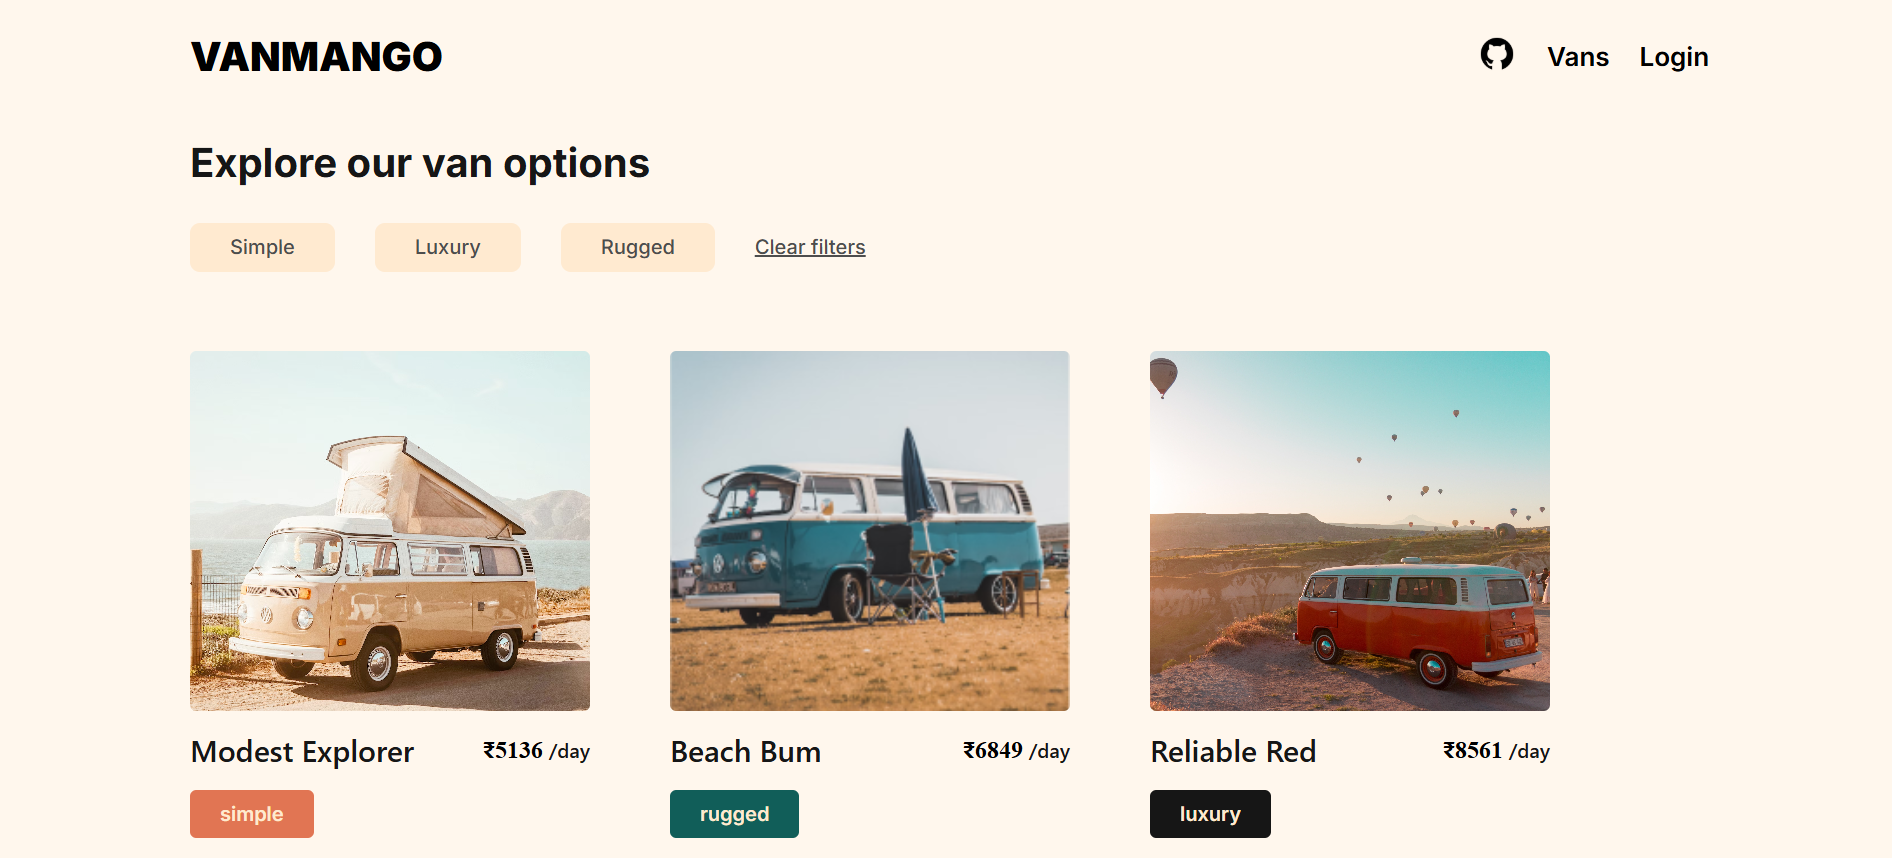 VANMANGO
Vans Login
Explore our van options
Simple Luxury Rugged Clear filters
Modest Explorer ₹5136 /day
Beach Bum ₹6849 /day
Reliable Red ₹8561 /day
simple
rugged
luxury